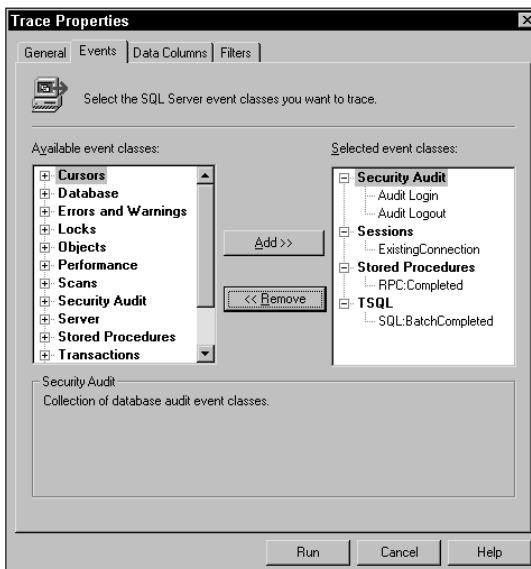 Trace Properties
General Events Data Columns Filters
Select the SQL Server event classes you want to trace.
Available event classes:
Cursors
Database
Errors and Warnings
Locks
Objects
Performance
Scans
Security Audit
Server
Stored Procedures
Transactions
Add >>
<< Remove
Selected event classes:
Security Audit
Audit Login
Audit Logout
Sessions
ExistingConnection
Stored Procedures
RPC:Completed
TSQL
SQL:BatchCompleted
Security Audit
Collection of database audit event classes.
Run Cancel Help